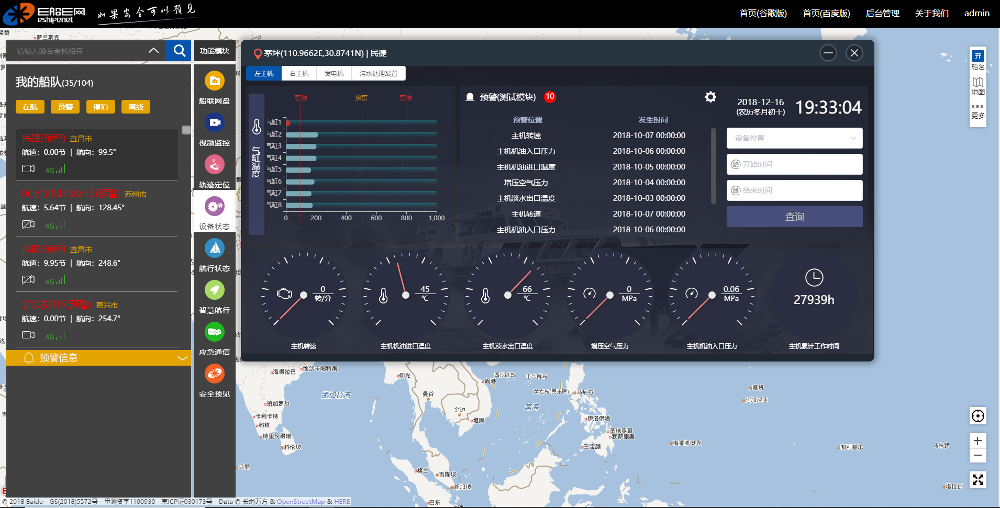 E船E网
eshipenet
如果安全可以预见
首页(谷歌版)
首页(百度版)
后台管理
关于我们
admin
请输入船名查找船只
功能模块
我的船队(35/104)
在航
预警
停泊
离线
民捷(预警) 宜昌市
航速：0.00节 | 航向：99.5°
4G
0c:ef:af:d1:bb:15(预警) 苏州市
航速：5.64节 | 航向：128.45°
4G
民联(预警) 宜昌市
航速：9.95节 | 航向：248.6°
4G
浙众安019(预警) 嘉兴市
航速：0.00节 | 航向：254.7°
4G
预警信息
船联网盘
视频监控
轨迹定位
设备状态
航行状态
智慧航行
应急通信
安全预见
茅坪(110.9662E,30.8741N) | 民捷
左主机
右主机
发电机
污水处理装置
气缸温度
警报
预警
警报
气缸1
气缸2
气缸3
气缸4
气缸5
气缸6
气缸7
气缸8
0
200
400
600
800
1,000
预警(测试模块) 10
预警位置 发生时间
主机转速 2018-10-07 00:00:00
主机机油入口压力 2018-10-06 00:00:00
主机机油进口温度 2018-10-05 00:00:00
增压空气压力 2018-10-04 00:00:00
主机淡水出口温度 2018-10-03 00:00:00
主机转速 2018-10-07 00:00:00
主机机油入口压力 2018-10-06 00:00:00
2018-12-16
(农历冬月初十)
19:33:04
设备位置
始 开始时间
终 结束时间
查询
0
转/分
主机转速
45
℃
主机机油进口温度
66
℃
主机淡水出口温度
0
MPa
增压空气压力
0.06
MPa
主机机油入口压力
27939h
主机累计工作时间
开
船名
地图
更多
萨兰斯克
海得拉巴
维沙卡帕特南
仰光
岘港
西沙群岛
中沙群岛
黄岩岛(民主礁)
马尼拉
塞班
阿加尼亚
孟加拉湾
曼谷
南海
班加罗尔
金边
卡利卡特
堤岸
伊洛伊洛
科钦
特里凡得琅
圣地亚哥
罗萨里奥
科伦坡
三宝颜
梅莱凯奥克
帕利基尔
马朱罗
马累
棉兰
吉隆坡
新加坡
塔拉瓦
巴东
© 2018 Baidu - GS(2018)5572号 - 甲测资字1100930 - 京ICP证030173号 - Data © 长地万方 & OpenStreetMap & HERE